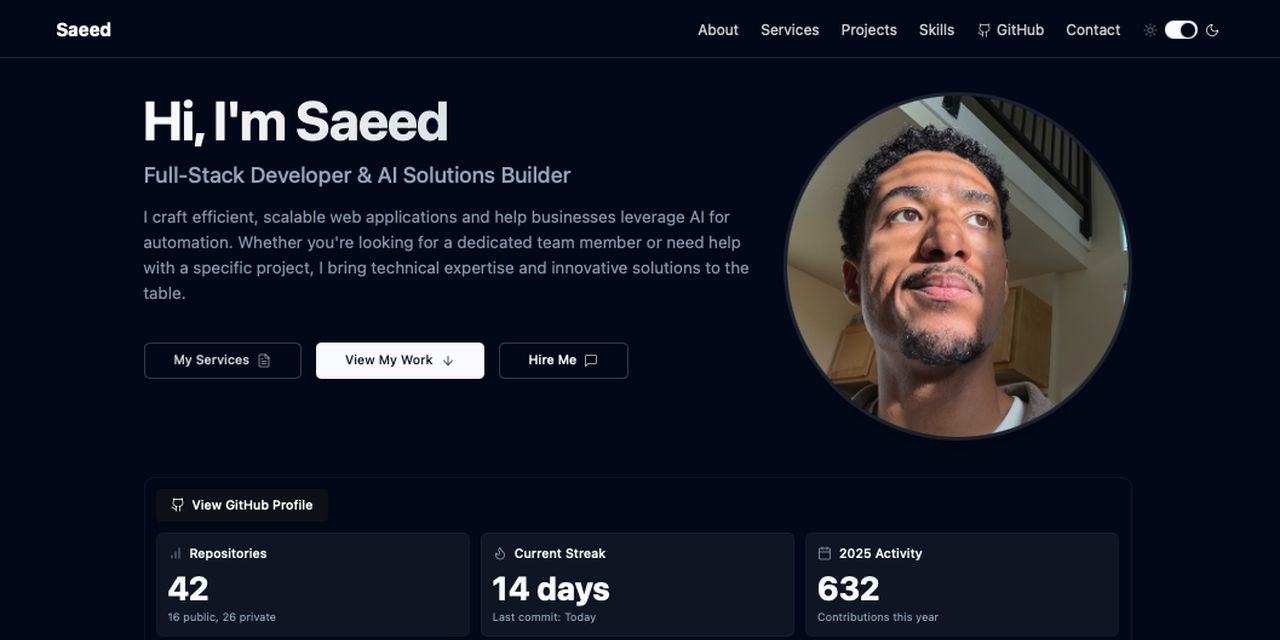 Saeed
About Services Projects Skills GitHub Contact
Hi, I'm Saeed
Full-Stack Developer & AI Solutions Builder
I craft efficient, scalable web applications and help businesses leverage AI for
automation. Whether you're looking for a dedicated team member or need help
with a specific project, I bring technical expertise and innovative solutions to the
table.
My Services View My Work Hire Me
View GitHub Profile
Repositories
42
16 public, 26 private
Current Streak
14 days
Last commit: Today
2025 Activity
632
Contributions this year